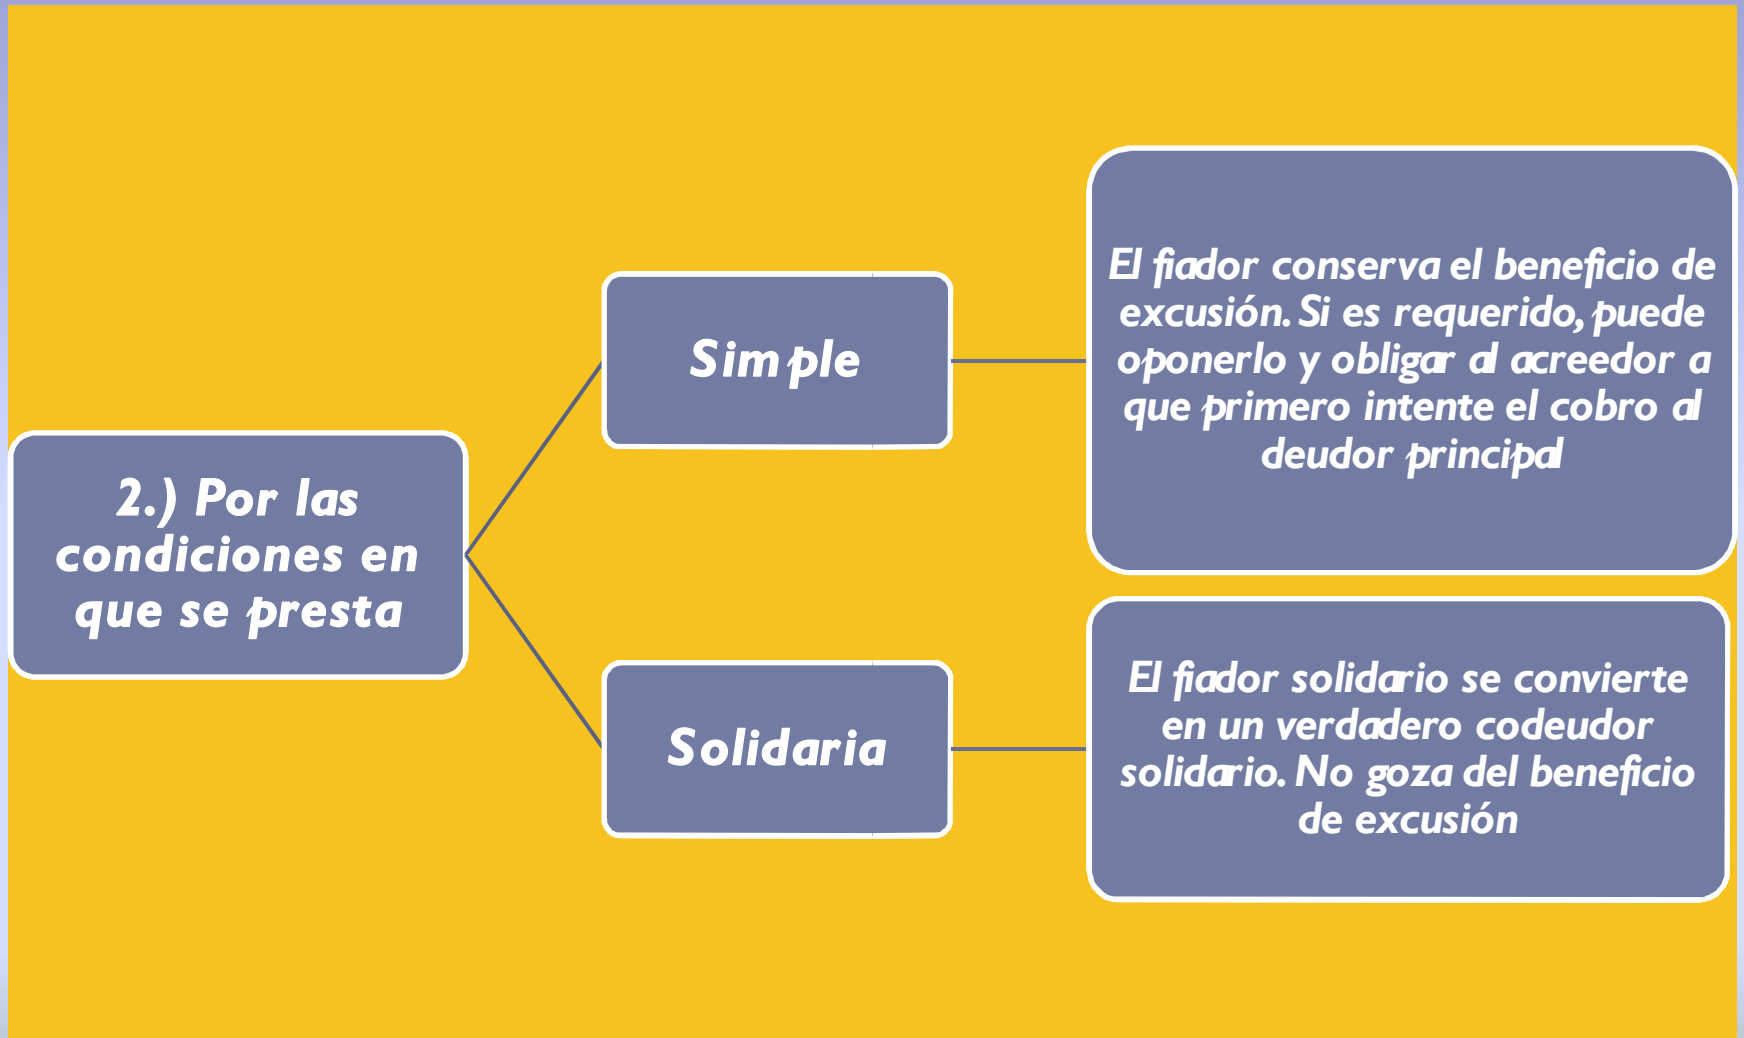 2.) Por las
condiciones en
que se presta
Simple
El fiador conserva el beneficio de
excusión. Si es requerido, puede
oponerlo y obligar al acreedor a
que primero intente el cobro al
deudor principal
Solidaria
El fiador solidario se convierte
en un verdadero codeudor
solidario. No goza del beneficio
de excusión